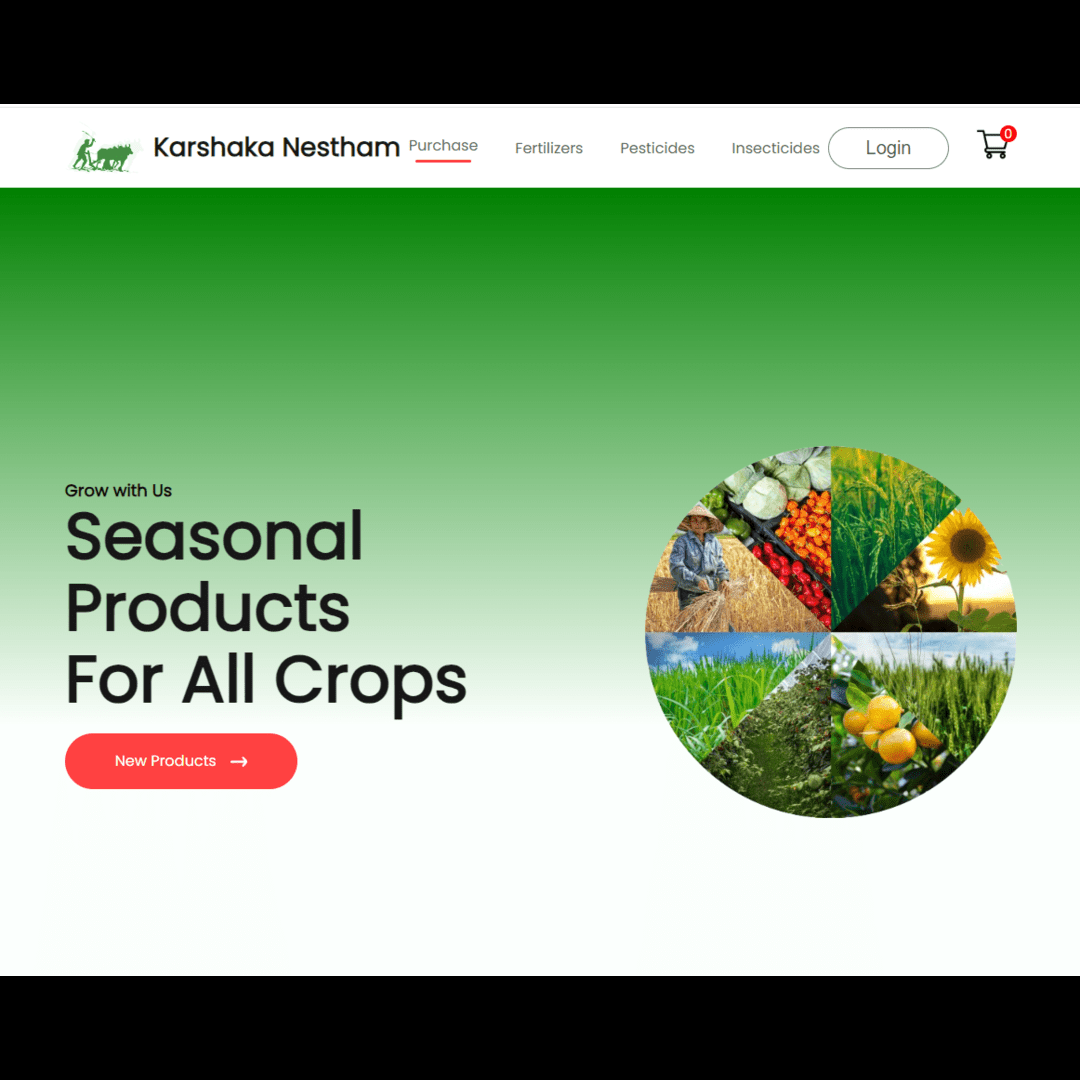 Karshaka Nestham Purchase Fertilizers Pesticides Insecticides Login 0
Grow with Us
Seasonal
Products
For All Crops
New Products →